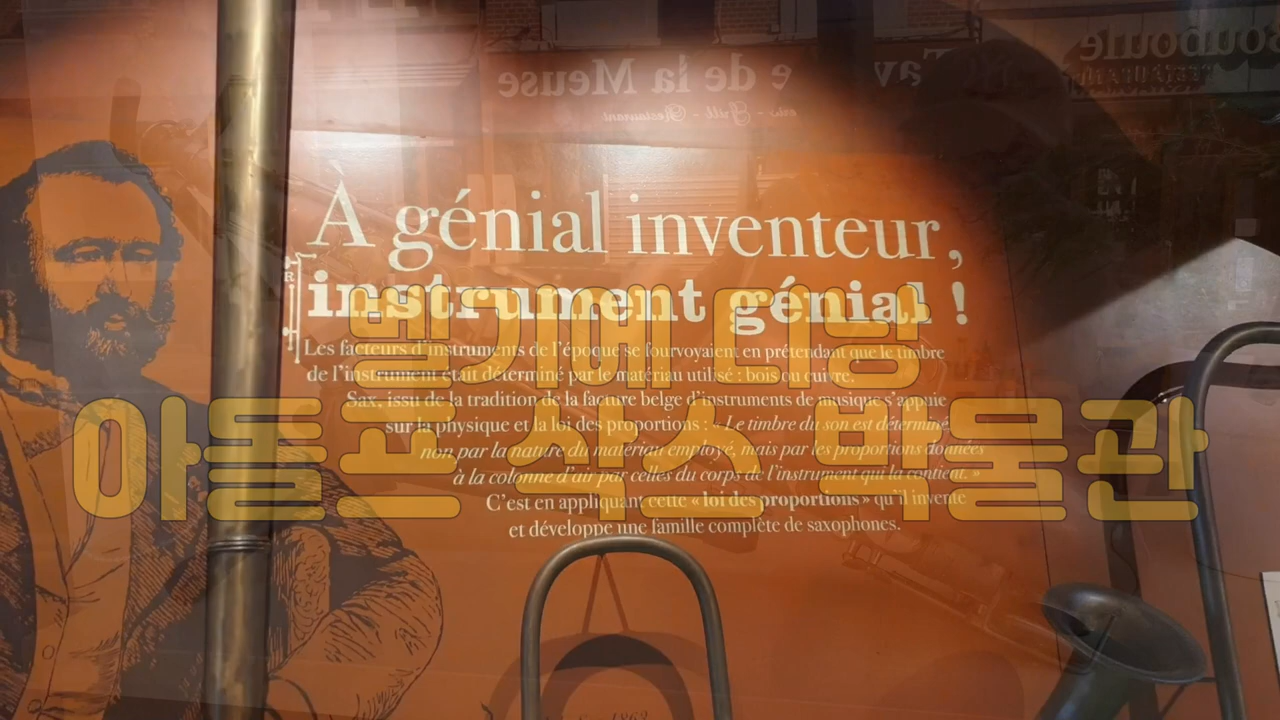 e de la Meuse
Grill - Restaurant
À génial inventeur,
instrument génial !
Les facteurs d'instruments de l'époque se fourvoyaient en prétendant que le timbre
de l'instrument était déterminé par le matériau utilisé : bois ou cuivre.
Sax, issu de la tradition de la facture belge d'instruments de musique s'appuie
sur la physique et la loi des proportions : « Le timbre du son est déterminé,
non par la nature du matériau employé, mais par les proportions données
à la colonne d'air par celles du corps de l'instrument qui la contient. »
C'est en appliquant cette « loi des proportions » qu'il invente
et développe une famille complète de saxophones.
벨기에 디낭
아돌프 삭스 박물관